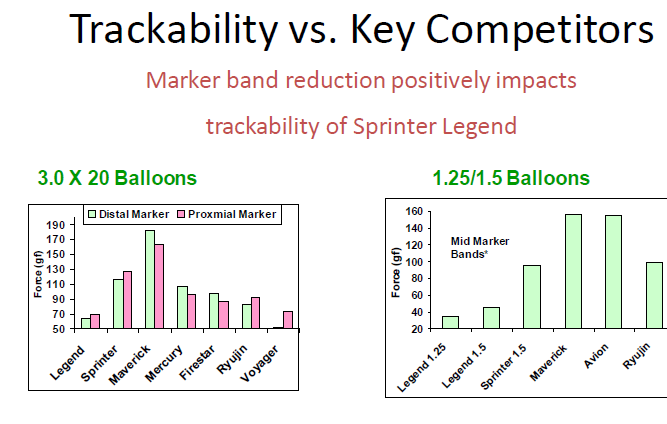 Trackability vs. Key Competitors
Marker band reduction positively impacts
trackability of Sprinter Legend
3.0 X 20 Balloons
Distal Marker Proxmial Marker
Force (gf)
190
170
150
130
110
90
70
50
Legend
Sprinter
Maverick
Mercury
Firestar
Ryujin
Voyager
1.25/1.5 Balloons
Mid Marker
Bands*
Force (gf)
160
140
120
100
80
60
40
20
Legend 1.25
Legend 1.5
Sprinter 1.5
Maverick
Avion
Ryujin